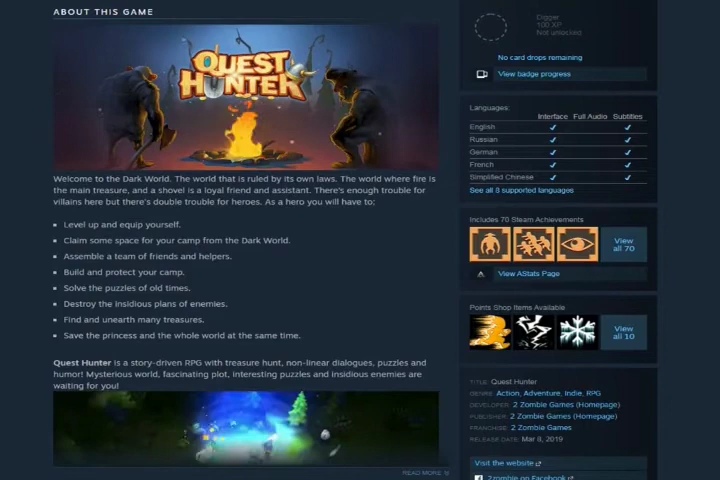 ABOUT THIS GAME
QUEST
HUNTER
Welcome to the Dark World. The world that is ruled by its own laws. The world where fire is
the main treasure, and a shovel is a loyal friend and assistant. There's enough trouble for
villains here but there's double trouble for heroes. As a hero you will have to:
Level up and equip yourself.
Claim some space for your camp from the Dark World.
Assemble a team of friends and helpers.
Build and protect your camp.
Solve the puzzles of old times.
Destroy the insidious plans of enemies.
Find and unearth many treasures.
Save the princess and the whole world at the same time.
Quest Hunter is a story-driven RPG with treasure hunt, non-linear dialogues, puzzles and
humor! Mysterious world, fascinating plot, interesting puzzles and insidious enemies are
waiting for you!
READ MORE
Digger
100 XP
Not unlocked
No card drops remaining
View badge progress
Languages:
Interface Full Audio Subtitles
English ✓ ✓
Russian ✓ ✓
German ✓ ✓
French ✓ ✓
Simplified Chinese ✓ ✓
See all 8 supported languages
Includes 70 Steam Achievements
View
all 70
View AStats Page
Points Shop Items Available
View
all 10
TITLE: Quest Hunter
GENRE: Action, Adventure, Indie, RPG
DEVELOPER: 2 Zombie Games (Homepage)
PUBLISHER: 2 Zombie Games (Homepage)
FRANCHISE: 2 Zombie Games
RELEASE DATE: Mar 8, 2019
Visit the website
2zombie on Facebook